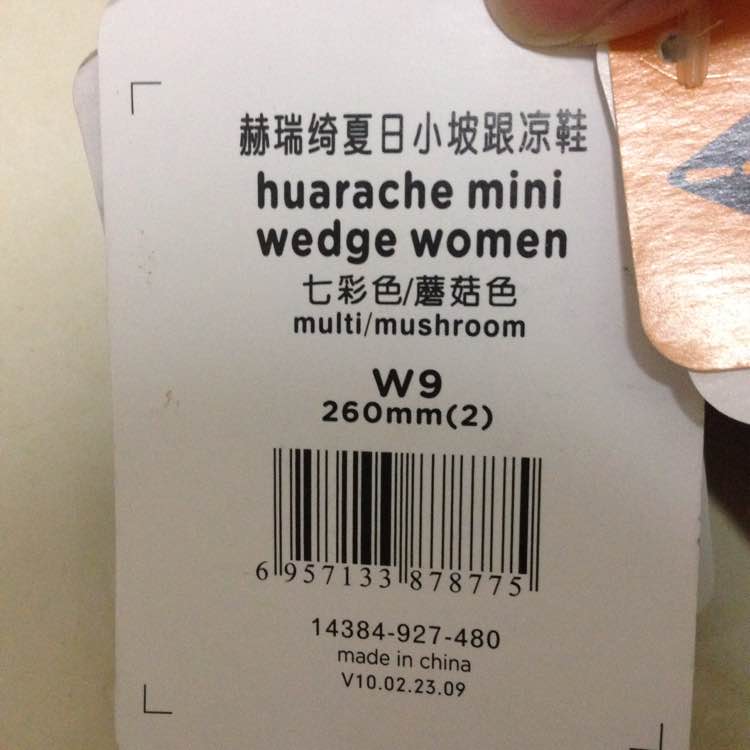 赫瑞绮夏日小坡跟凉鞋
huarache mini
wedge women
七彩色/蘑菇色
multi/mushroom
W9
260mm(2)
6 957133 878775
14384-927-480
made in china
V10.02.23.09